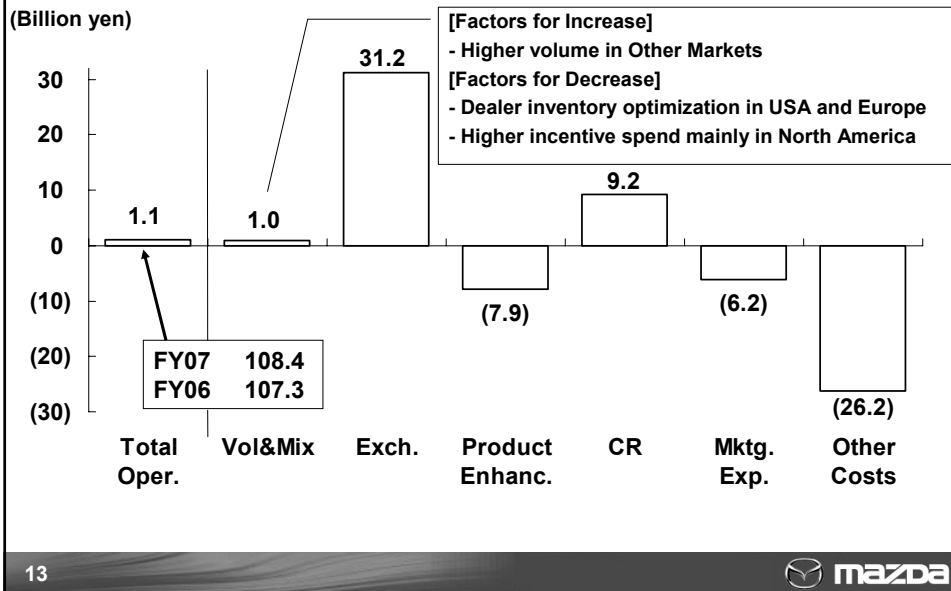 (Billion yen)
[Factors for Increase]
- Higher volume in Other Markets
[Factors for Decrease]
- Dealer inventory optimization in USA and Europe
- Higher incentive spend mainly in North America
30
20
10
0
(10)
(20)
(30)
1.1
1.0
31.2
(7.9)
9.2
(6.2)
(26.2)
FY07 108.4
FY06 107.3
Total
Oper.
Vol&Mix
Exch.
Product
Enhanc.
CR
Mktg.
Exp.
Other
Costs
13
mazda